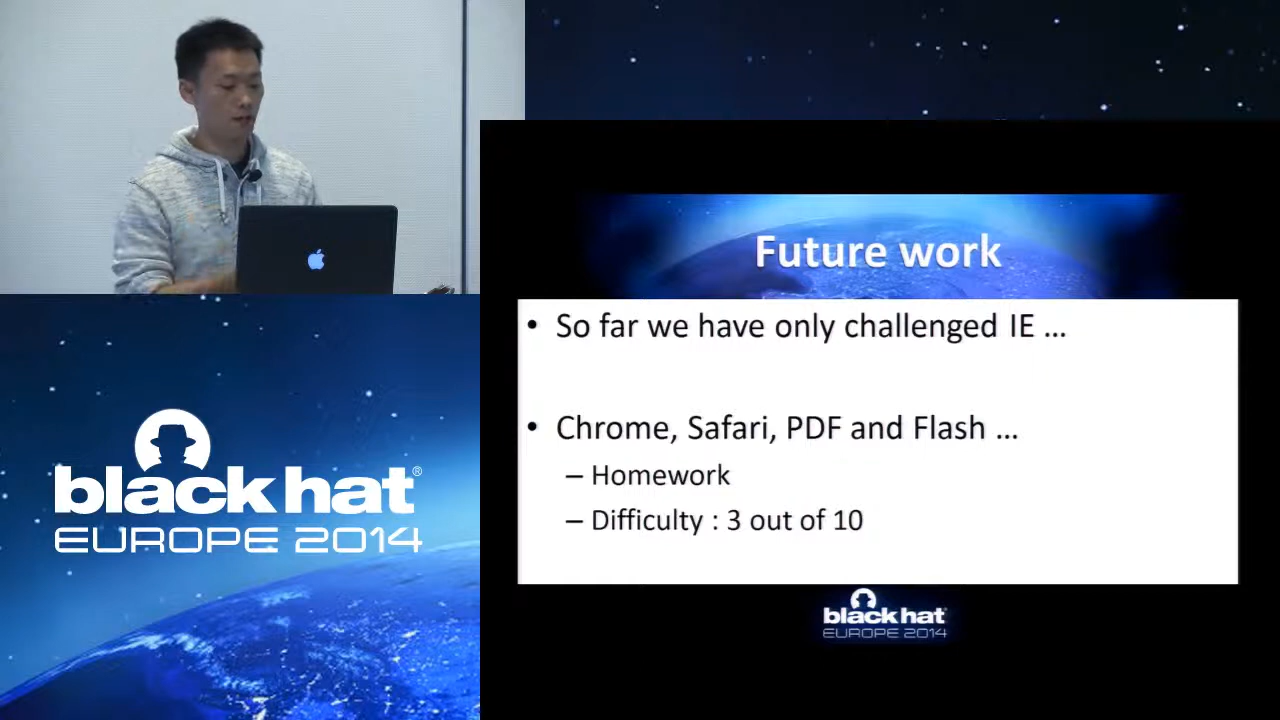 Future work
• So far we have only challenged IE ...
• Chrome, Safari, PDF and Flash ...
– Homework
– Difficulty : 3 out of 10
black hat®
EUROPE 2014
black hat
EUROPE 2014